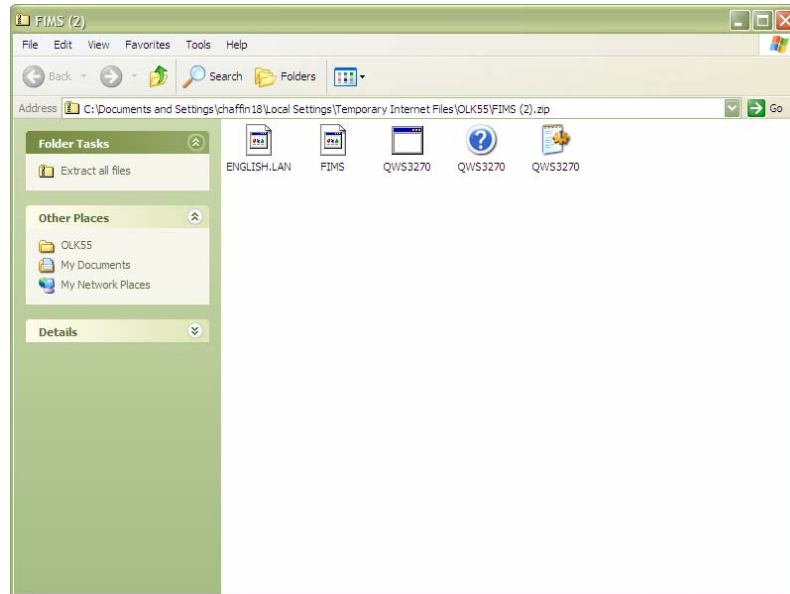 FIMS (2)
File Edit View Favorites Tools Help
Back Search Folders
Address C:\Documents and Settings\chaffin18\Local Settings\Temporary Internet Files\OLK55\FIMS (2).zip Go
Folder Tasks
Extract all files
Other Places
OLK55
My Documents
My Network Places
Details
ENGLISH.LAN FIMS QWS3270 QWS3270 QWS3270